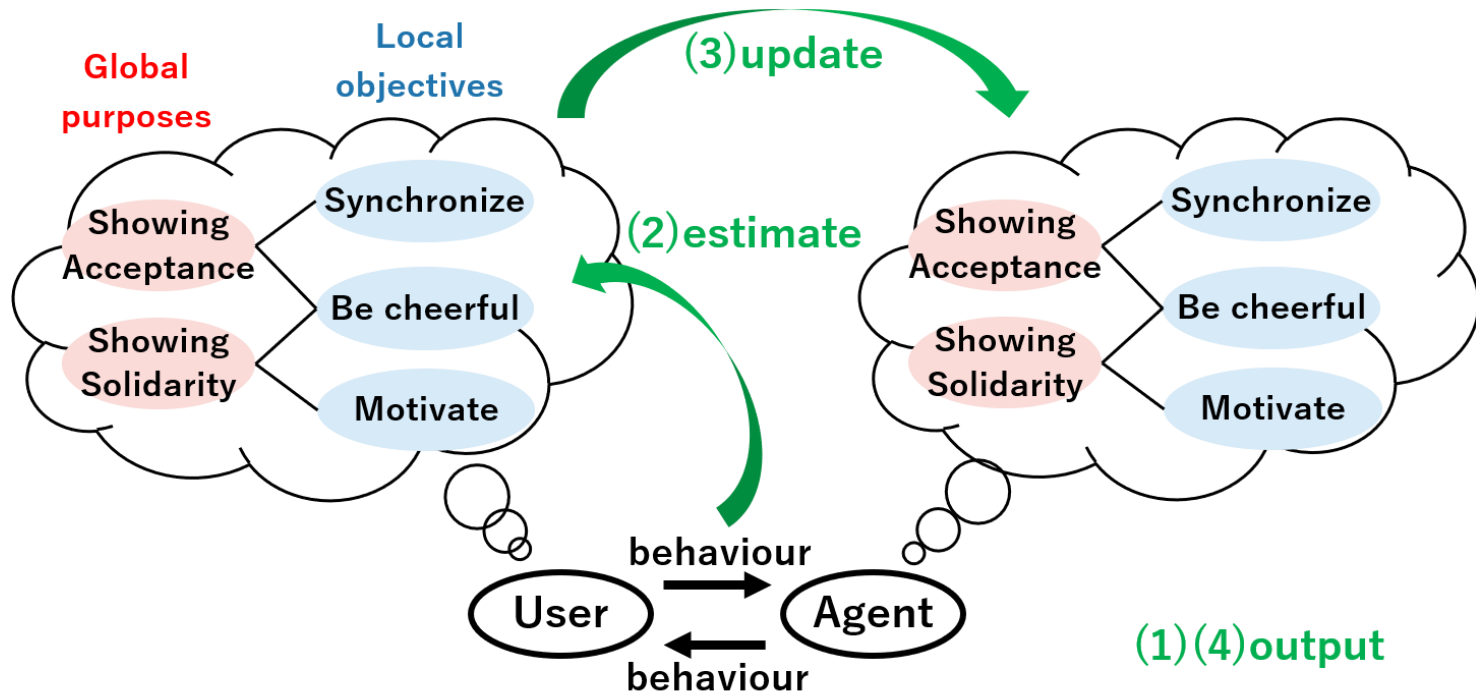 Global
purposes
Local
objectives
(3)update
Showing
Acceptance
Synchronize
Be cheerful
Showing
Solidarity
Motivate
(2)estimate
Showing
Acceptance
Synchronize
Be cheerful
Showing
Solidarity
Motivate
behaviour
User
Agent
behaviour
(1)(4)output